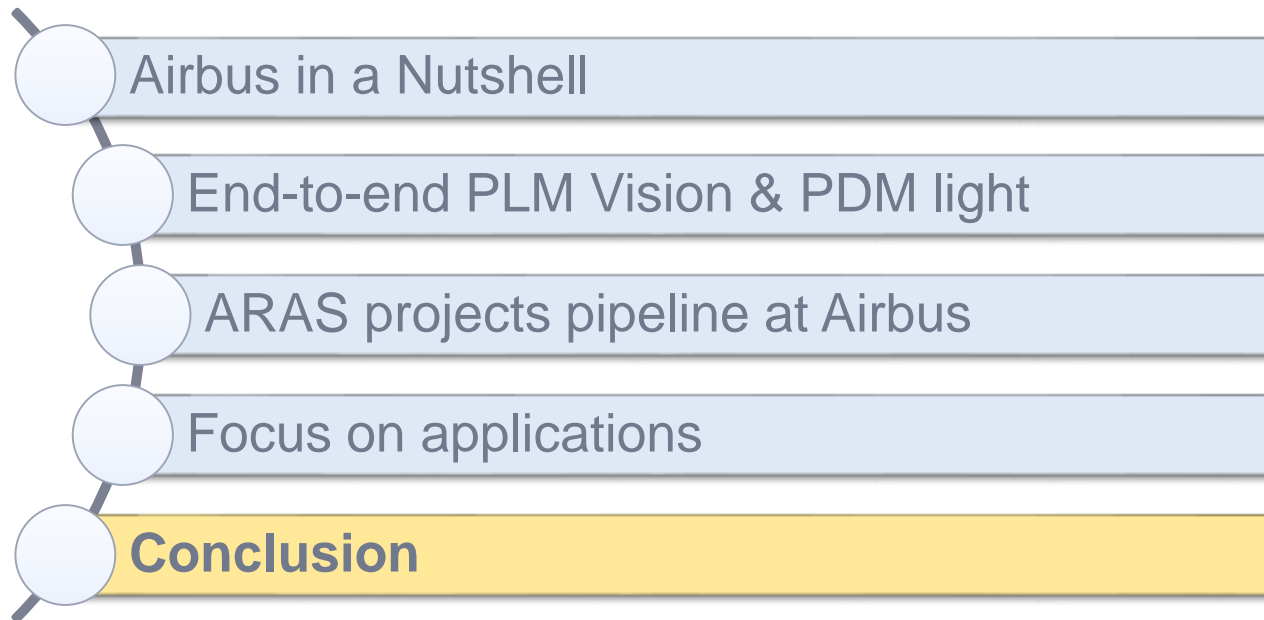 Airbus in a Nutshell
End-to-end PLM Vision & PDM light
ARAS projects pipeline at Airbus
Focus on applications
Conclusion